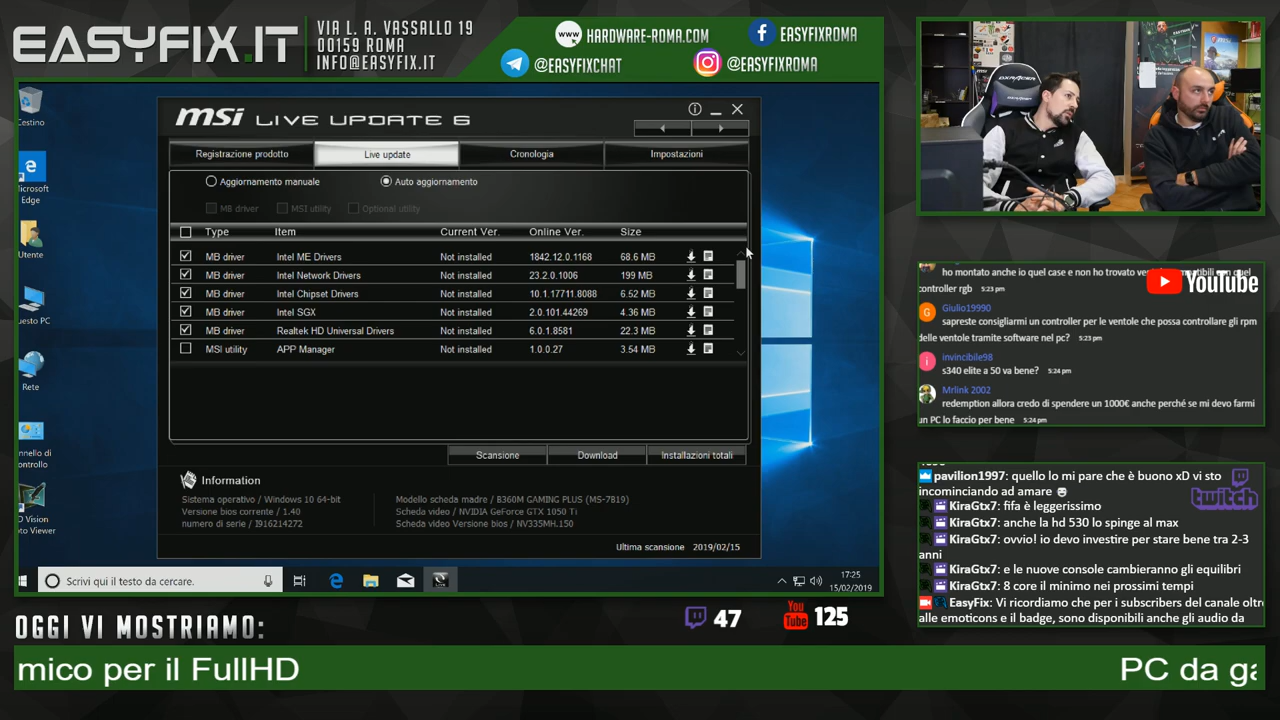 EASYFIX.IT
VIA L. A. VASSALLO 19
00159 ROMA
INFO@EASYFIX.IT
www HARDWARE-ROMA.COM
EASYFIXROMA
@EASYFIXCHAT
@EASYFIXROMA
Cestino
Microsoft
Edge
Utente
Questo PC
Rete
nnello di
ontrollo
D Vision
oto Viewer
msi LIVE UPDATE 6
Registrazione prodotto
Live update
Cronologia
Impostazioni
Aggiornamento manuale
Auto aggiornamento
MB driver
MSI utility
Optional utility
Type Item Current Ver. Online Ver. Size
MB driver Intel ME Drivers Not installed 1842.12.0.1168 68.6 MB
MB driver Intel Network Drivers Not installed 23.2.0.1006 199 MB
MB driver Intel Chipset Drivers Not installed 10.1.17711.8088 6.52 MB
MB driver Intel SGX Not installed 2.0.101.44269 4.36 MB
MB driver Realtek HD Universal Drivers Not installed 6.0.1.8581 22.3 MB
MSI utility APP Manager Not installed 1.0.0.27 3.54 MB
Scansione
Download
Installazioni totali
Information
Sistema operativo / Windows 10 64-bit
Versione bios corrente / 1.40
numero di serie / I916214272
Modello scheda madre / B360M GAMING PLUS (MS-7B19)
Scheda video / NVIDIA GeForce GTX 1050 Ti
Scheda video Versione bios / NV335MH.150
Ultima scansione 2019/02/15
Scrivi qui il testo da cercare.
17:25
15/02/2019
YouTube
ho montato anche io quel case e non ho trovato
controller rgb 5:23 pm
Giulio19990
sapreste consigliarmi un controller per le ventole che possa controllare gli rpm
delle ventole tramite software nel pc? 5:23 pm
invincibile98
s340 elite a 50 va bene? 5:24 pm
Mrlink 2002
redemption allora credo di spendere un 1000€ anche perché se mi devo farmi
un PC lo faccio per bene 5:24 pm
twitch
pavilion1997: quello lo mi pare che è buono xD vi sto
incominciando ad amare
KiraGtx7: fifa è leggerissimo
KiraGtx7: anche la hd 530 lo spinge al max
KiraGtx7: ovvio! io devo investire per stare bene tra 2-3
anni
KiraGtx7: e le nuove console cambieranno gli equilibri
KiraGtx7: 8 core il minimo nei prossimi tempi
EasyFix: Vi ricordiamo che per i subscribers del canale oltre
alle emoticons e il badge, sono disponibili anche gli audio da
OGGI VI MOSTRIAMO:
47
You Tube 125
mico per il FullHD
PC da ga